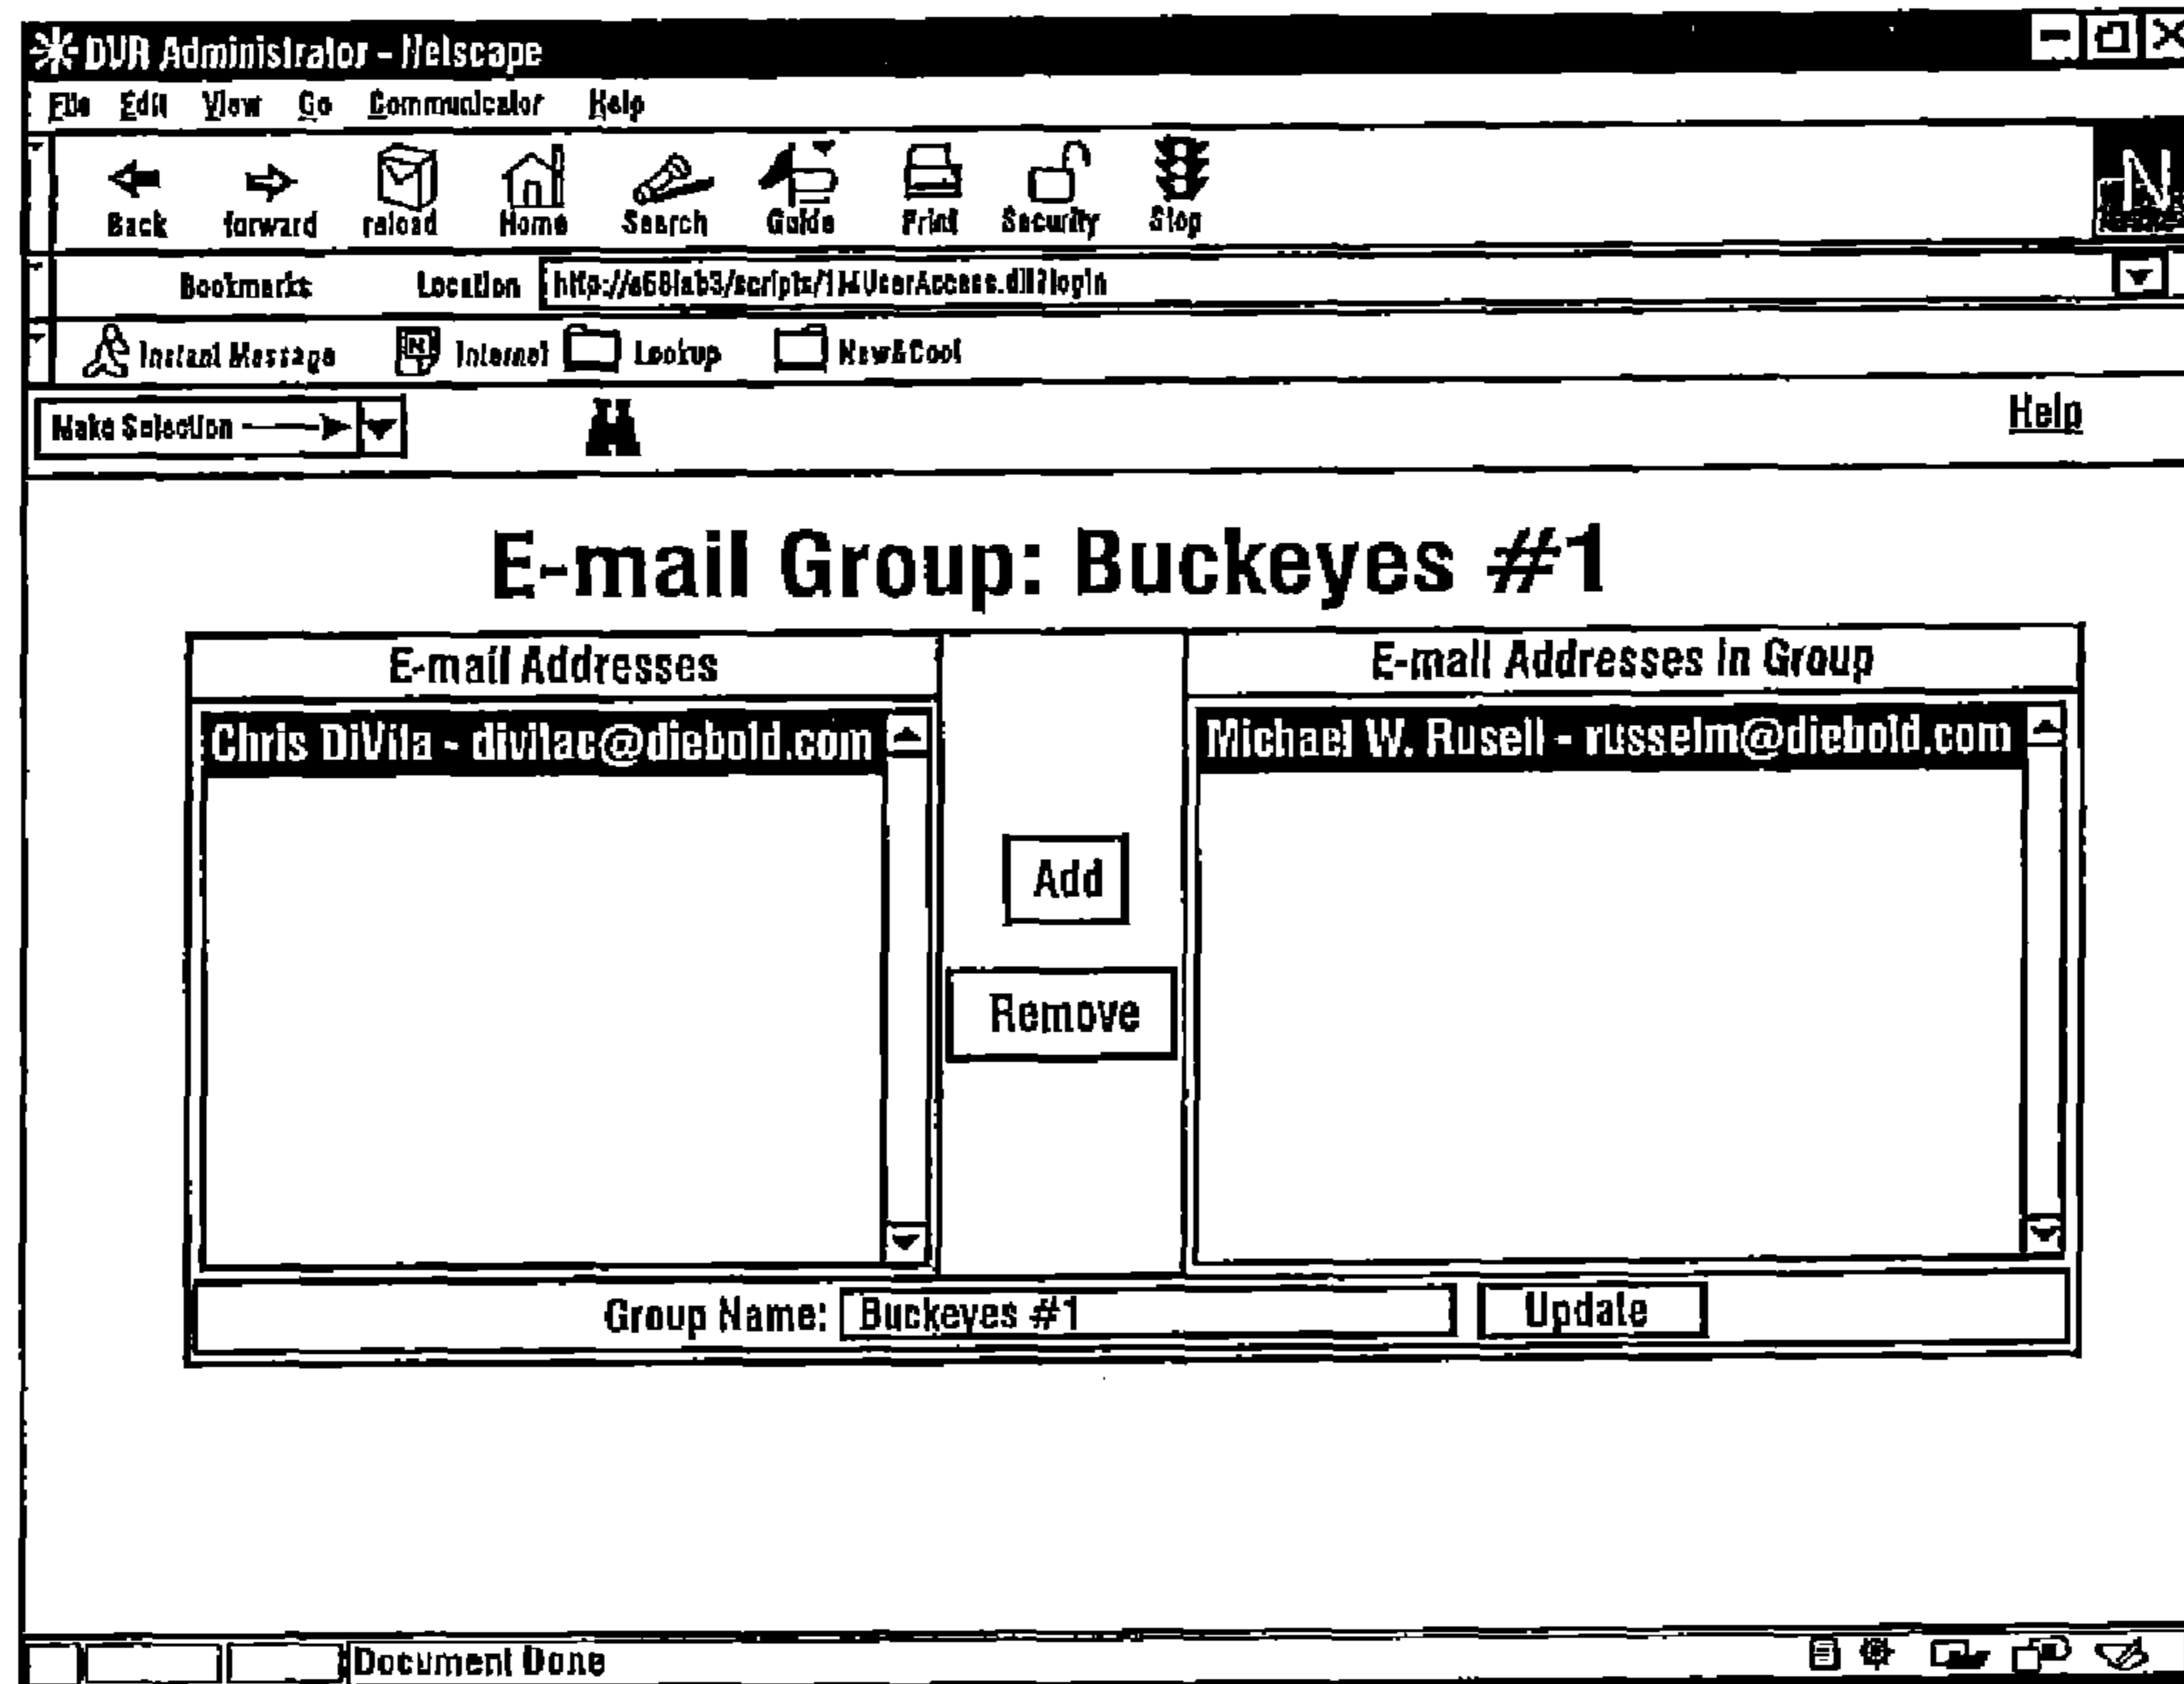 DVR Administrator - Netscape
File Edit View Go Communicator Help
Back forward reload Home Search Guide Print Security Stop
N
Bookmarks Location
Instant Message Internet Lookup New&Cool
Make Selection Help
E-mail Group: Buckeyes #1
E-mail Addresses E-mail Addresses in Group
Chris DiVila - divilac@diebold.com Michael W. Rusell - russelm@diebold.com
Add
Remove
Group Name: Buckeyes #1 Update
Document Done